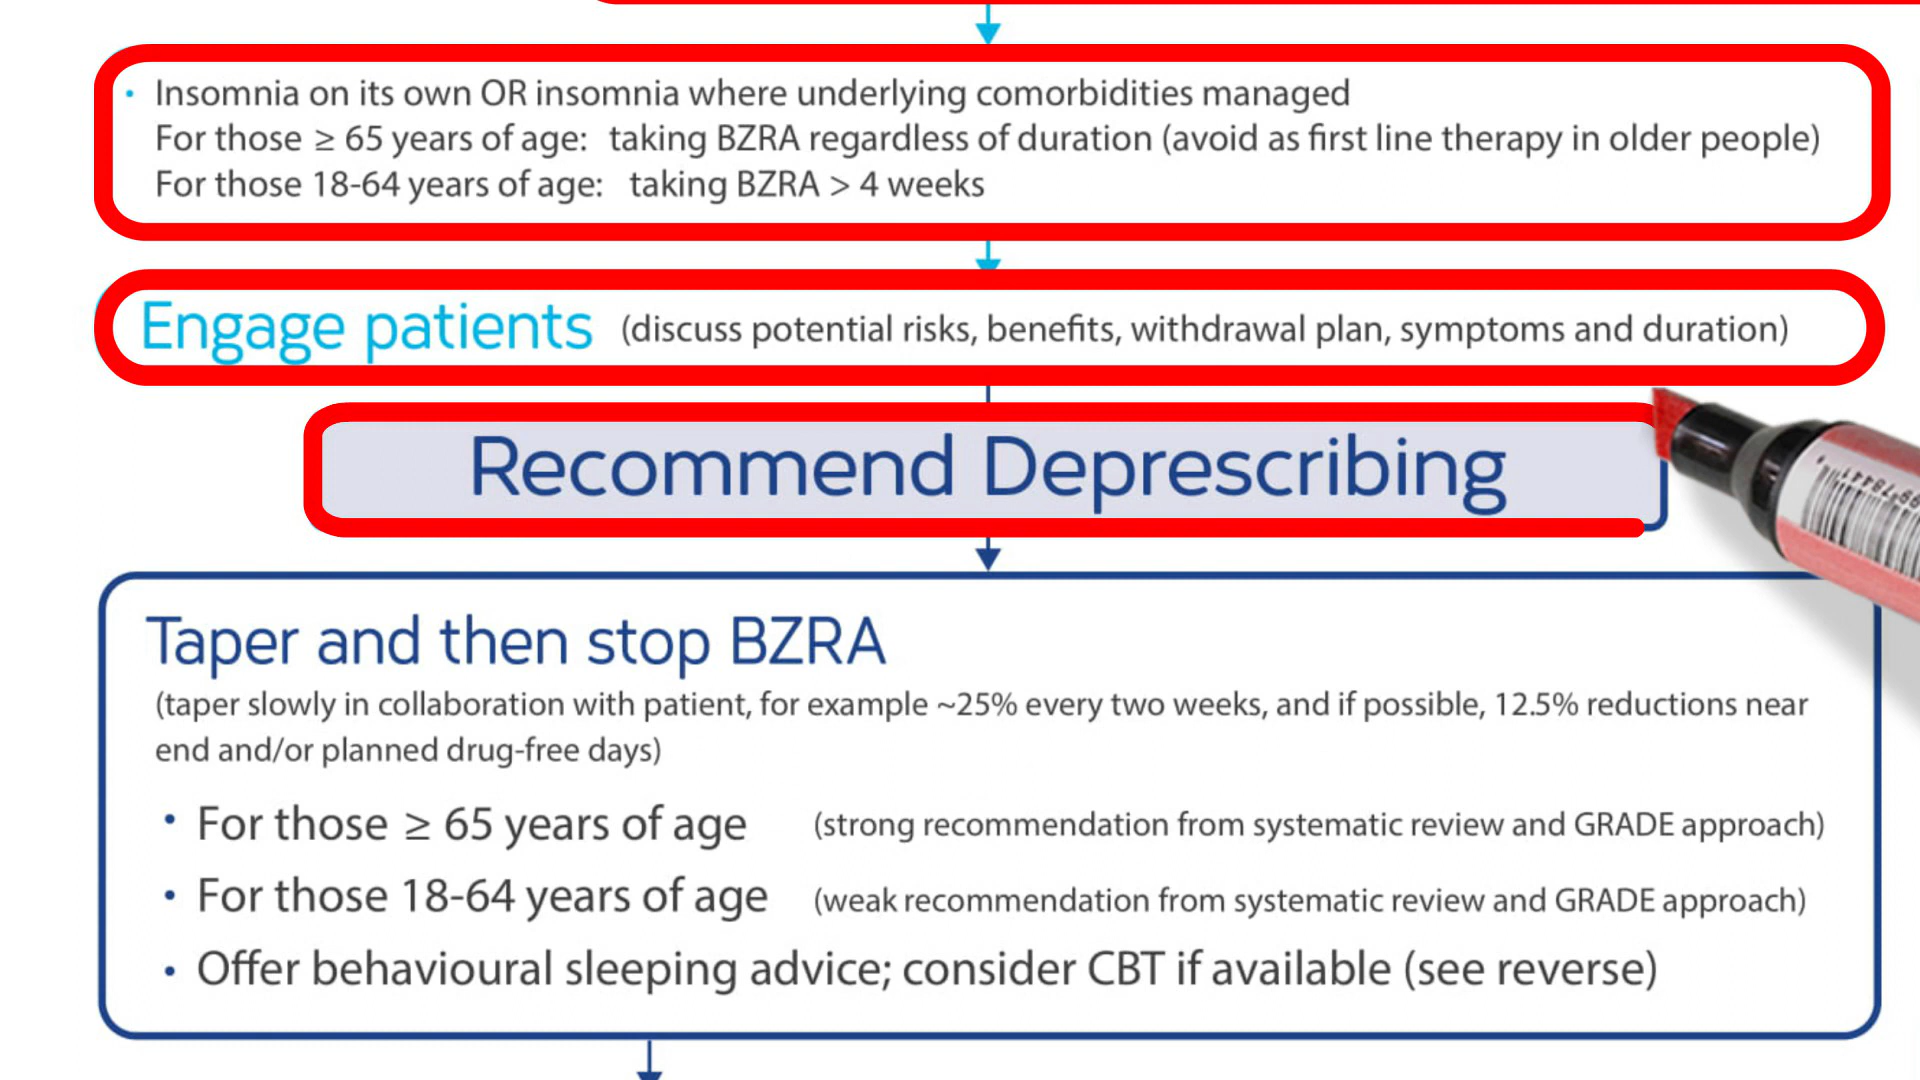 • Insomnia on its own OR insomnia where underlying comorbidities managed
For those ≥ 65 years of age: taking BZRA regardless of duration (avoid as first line therapy in older people)
For those 18-64 years of age: taking BZRA > 4 weeks
Engage patients (discuss potential risks, benefits, withdrawal plan, symptoms and duration)
Recommend Deprescribing
Taper and then stop BZRA
(taper slowly in collaboration with patient, for example ~25% every two weeks, and if possible, 12.5% reductions near
end and/or planned drug-free days)
• For those ≥ 65 years of age (strong recommendation from systematic review and GRADE approach)
• For those 18-64 years of age (weak recommendation from systematic review and GRADE approach)
• Offer behavioural sleeping advice; consider CBT if available (see reverse)